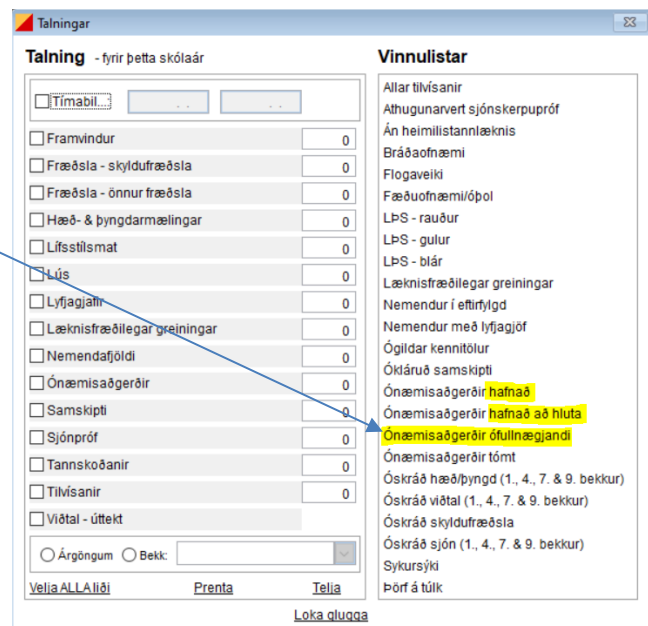 Talningar
Talning - fyrir þetta skólaár
Tímabil...:
. .
. .
Framvindur 0
Fræðsla - skyldufræðsla 0
Fræðsla - önnur fræðsla 0
Hæð- & þyngdarmælingar 0
Lífsstílsmat 0
Lús 0
Lyfjagjafir 0
Læknisfræðilegar greiningar 0
Nemendafjöldi 0
Ónæmisaðgerðir 0
Samskipti 0
Sjónpróf 0
Tannskoðanir 0
Tilvísanir 0
Viðtal - úttekt
Árgöngum Bekk:
Velja ALLA liði Prenta Telja
Vinnulistar
Allar tilvísanir
Athugunarvert sjónskerpupróf
Án heimilistannlæknis
Bráðaofnæmi
Flogaveiki
Fæðuofnæmi/óþol
LÞS - rauður
LÞS - gulur
LÞS - blár
Læknisfræðilegar greiningar
Nemendur í eftirfylgd
Nemendur með lyfjagjöf
Ógildar kennitölur
Ókláruð samskipti
Ónæmisaðgerðir hafnað
Ónæmisaðgerðir hafnað að hluta
Ónæmisaðgerðir ófullnægjandi
Ónæmisaðgerðir tómt
Óskráð hæð/þyngd (1., 4., 7. & 9. bekkur)
Óskráð viðtal (1., 4., 7. & 9. bekkur)
Óskráð skyldufræðsla
Óskráð sjón (1., 4., 7. & 9. bekkur)
Sykursýki
Þörf á túlk
Loka glugga